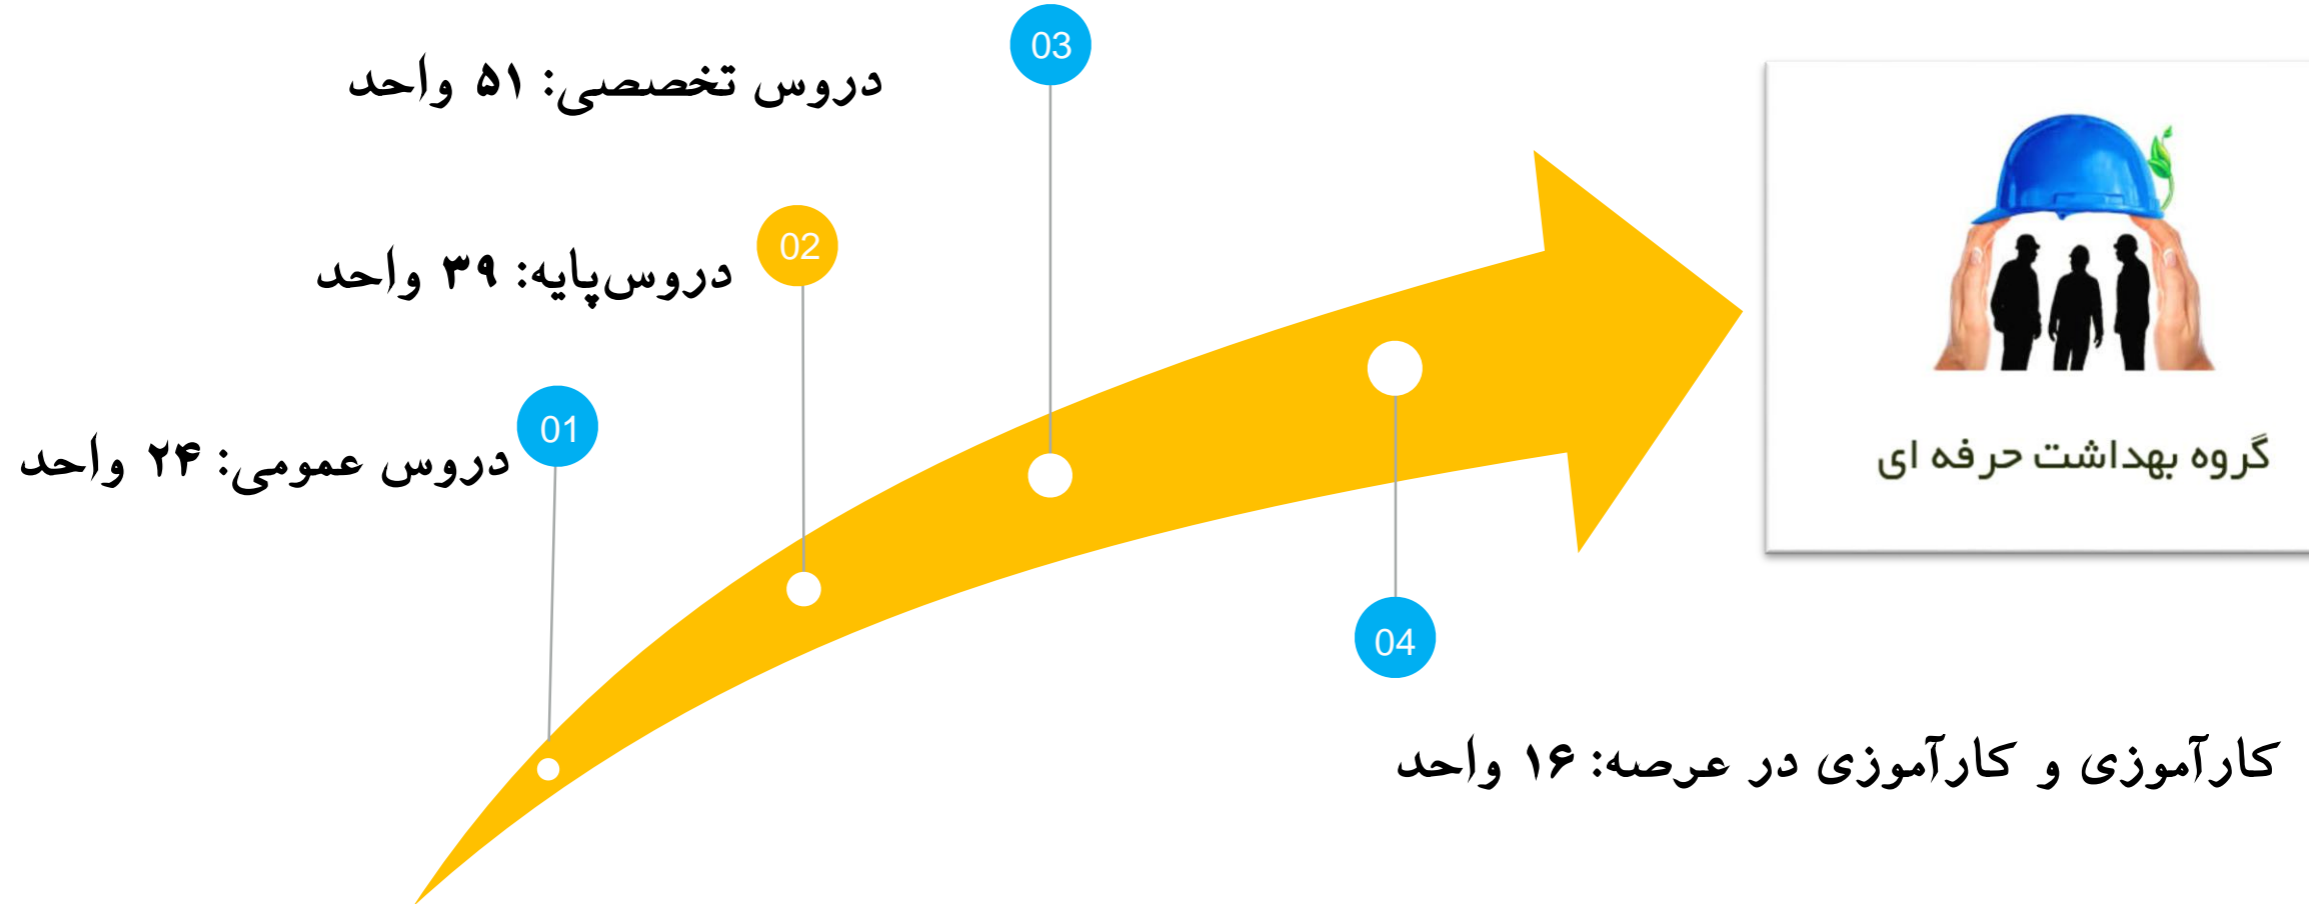 03
دروس تخصصی: ۵۱ واحد
02
دروس‌پایه: ۳۹ واحد
01
دروس عمومی: ۲۴ واحد
گروه بهداشت حرفه ای
04
کارآموزی و کارآموزی در عرصه: ۱۶ واحد